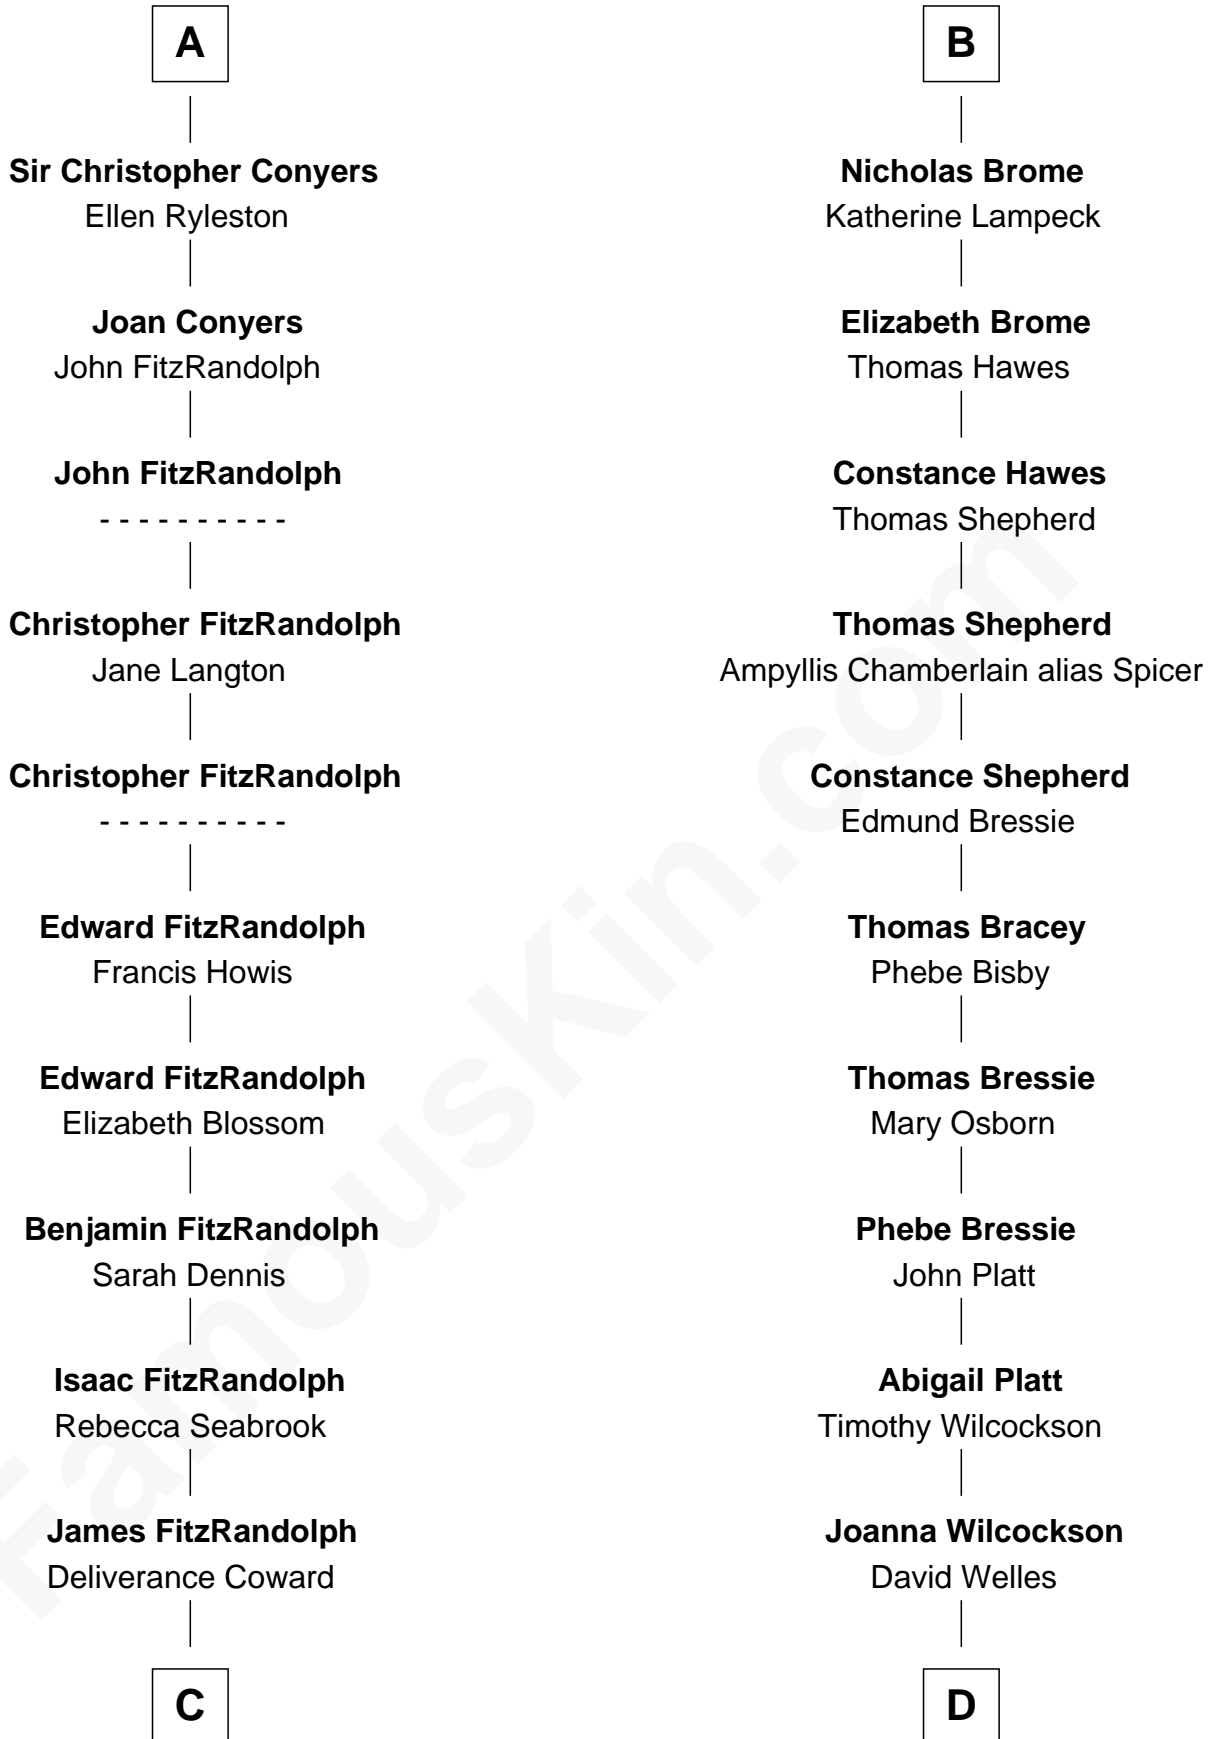 A
Sir Christopher Conyers
Ellen Ryleston
Joan Conyers
John FitzRandolph
John FitzRandolph
- - - - - - - - - -
Christopher FitzRandolph
Jane Langton
Christopher FitzRandolph
- - - - - - - - - -
Edward FitzRandolph
Francis Howis
Edward FitzRandolph
Elizabeth Blossom
Benjamin FitzRandolph
Sarah Dennis
Isaac FitzRandolph
Rebecca Seabrook
James FitzRandolph
Deliverance Coward
C
B
Nicholas Brome
Katherine Lampeck
Elizabeth Brome
Thomas Hawes
Constance Hawes
Thomas Shepherd
Thomas Shepherd
Ampyllis Chamberlain alias Spicer
Constance Shepherd
Edmund Bressie
Thomas Bracey
Phebe Bisby
Thomas Bressie
Mary Osborn
Phebe Bressie
John Platt
Abigail Platt
Timothy Wilcockson
Joanna Wilcockson
David Welles
D
FamousKin.com